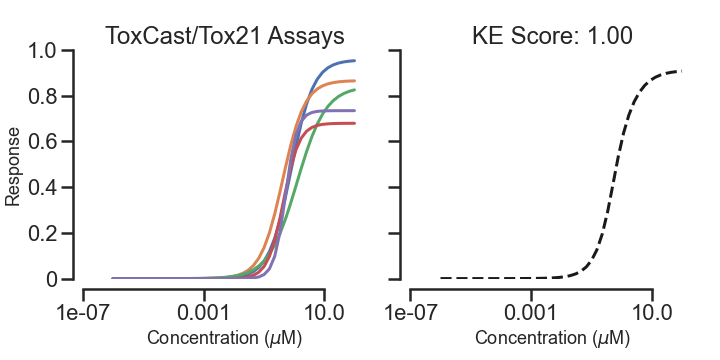 ToxCast/Tox21 Assays
KE Score: 1.00
1.0
0.8
0.6
0.4
0.2
0
Response
1e-07
0.001
10.0
Concentration (μM)
1e-07
0.001
10.0
Concentration (μM)